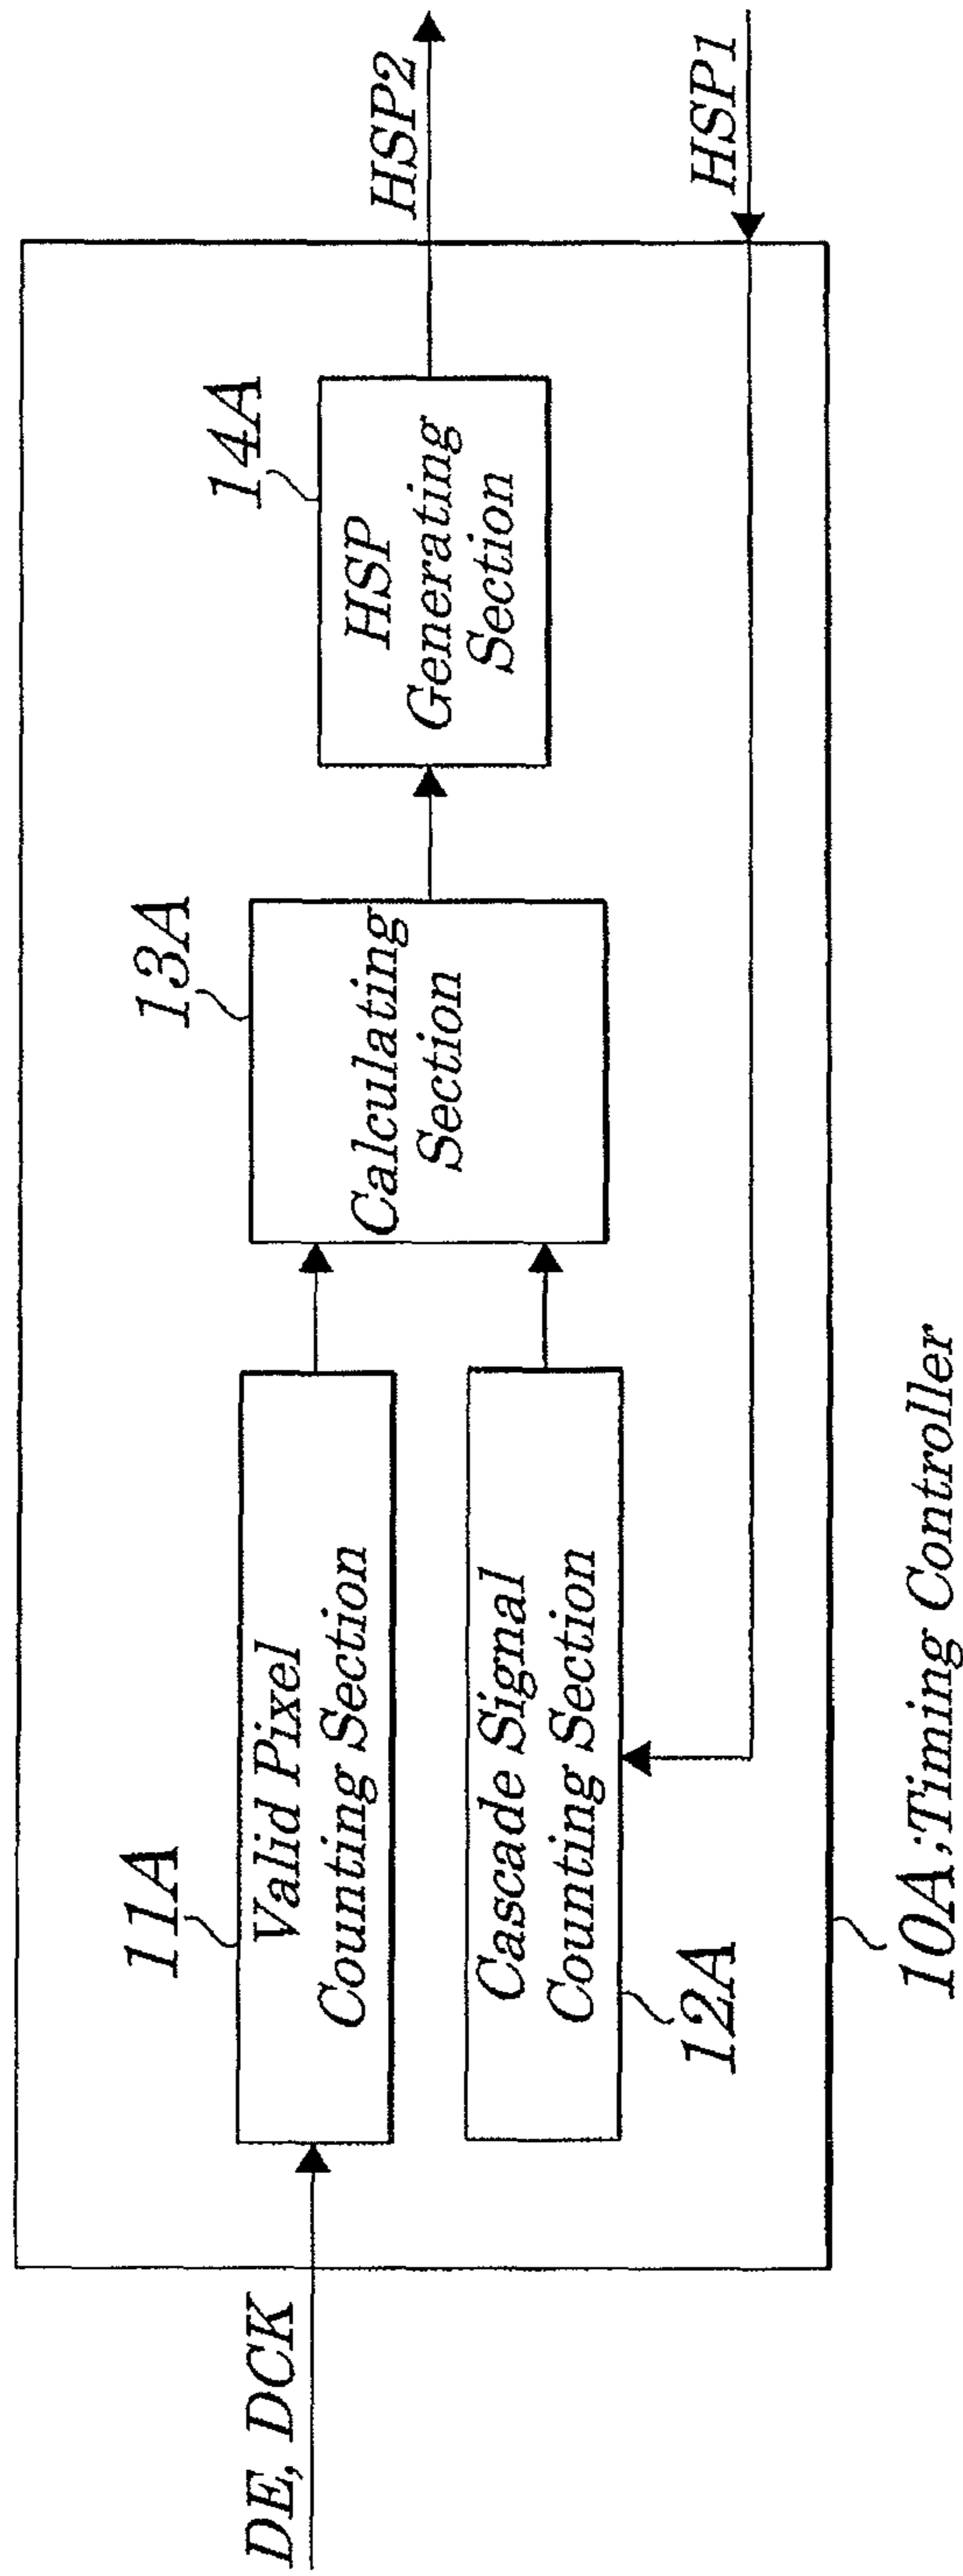 DE, DCK
11A
Valid Pixel
Counting Section
Cascade Signal
Counting Section
12A
13A
Calculating
Section
14A
HSP
Generating
Section
HSP2
HSP1
10A;Timing Controller